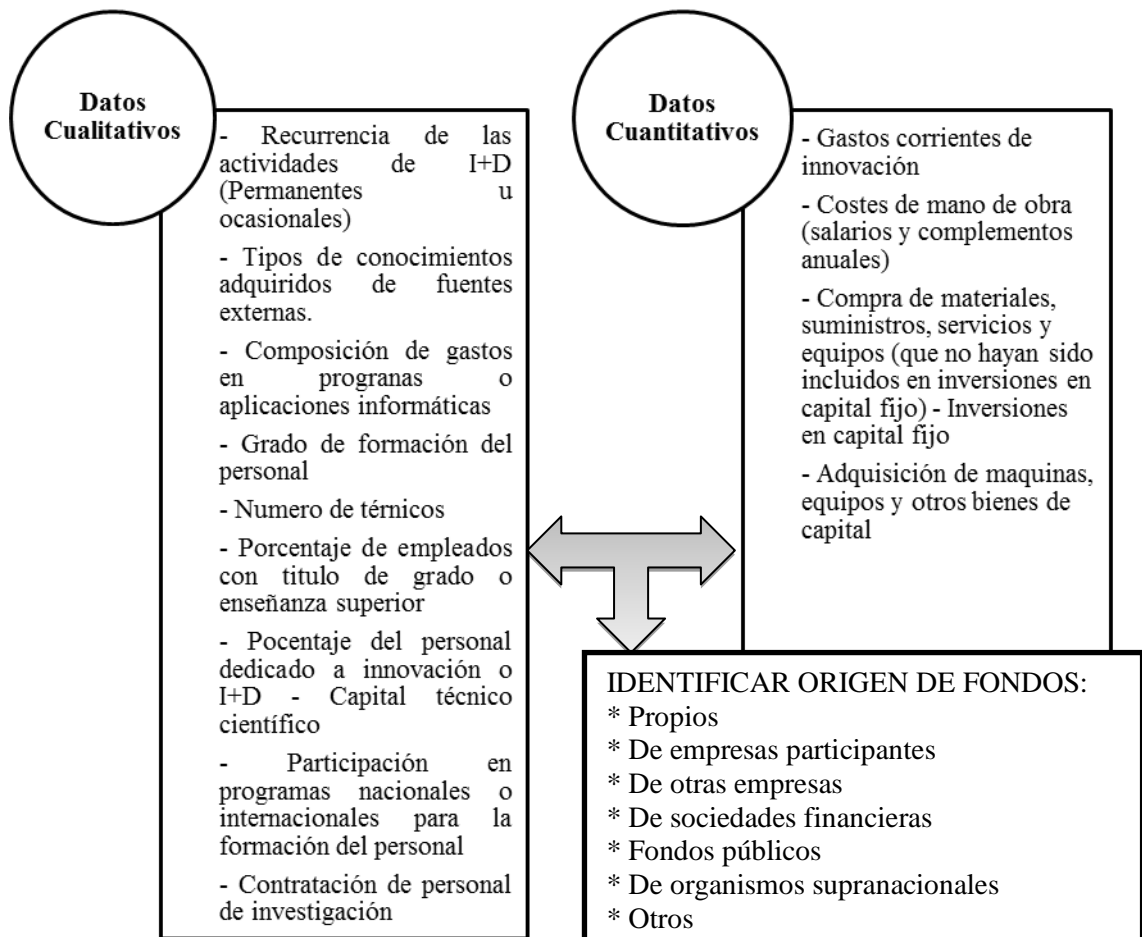 Datos
Cualitativos
- Recurrencia de las
actividades de I+D
(Permanentes u
ocasionales)
- Tipos de conocimientos
adquiridos de fuentes
externas.
- Composición de gastos
en progranas o
aplicaciones informáticas
- Grado de formación del
personal
- Numero de térnicos
- Porcentaje de empleados
con titulo de grado o
enseñanza superior
- Pocentaje del personal
dedicado a innovación o
I+D - Capital técnico
científico
- Participación en
programas nacionales o
internacionales para la
formación del personal
- Contratación de personal
de investigación
Datos
Cuantitativos
- Gastos corrientes de
innovación
- Costes de mano de obra
(salarios y complementos
anuales)
- Compra de materiales,
suministros, servicios y
equipos (que no hayan sido
incluidos en inversiones en
capital fijo) - Inversiones
en capital fijo
- Adquisición de maquinas,
equipos y otros bienes de
capital
IDENTIFICAR ORIGEN DE FONDOS:
* Propios
* De empresas participantes
* De otras empresas
* De sociedades financieras
* Fondos públicos
* De organismos supranacionales
* Otros